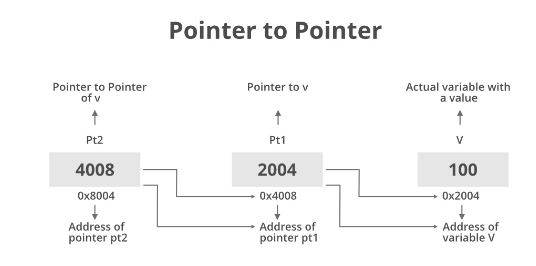 Pointer to Pointer
Pointer to Pointer
of v
Pointer to v
Actual variable with
a value
Pt2
Pt1
V
4008
2004
100
0x8004
0x4008
0x2004
Address of
pointer pt2
Address of
pointer pt1
Address of
variable V